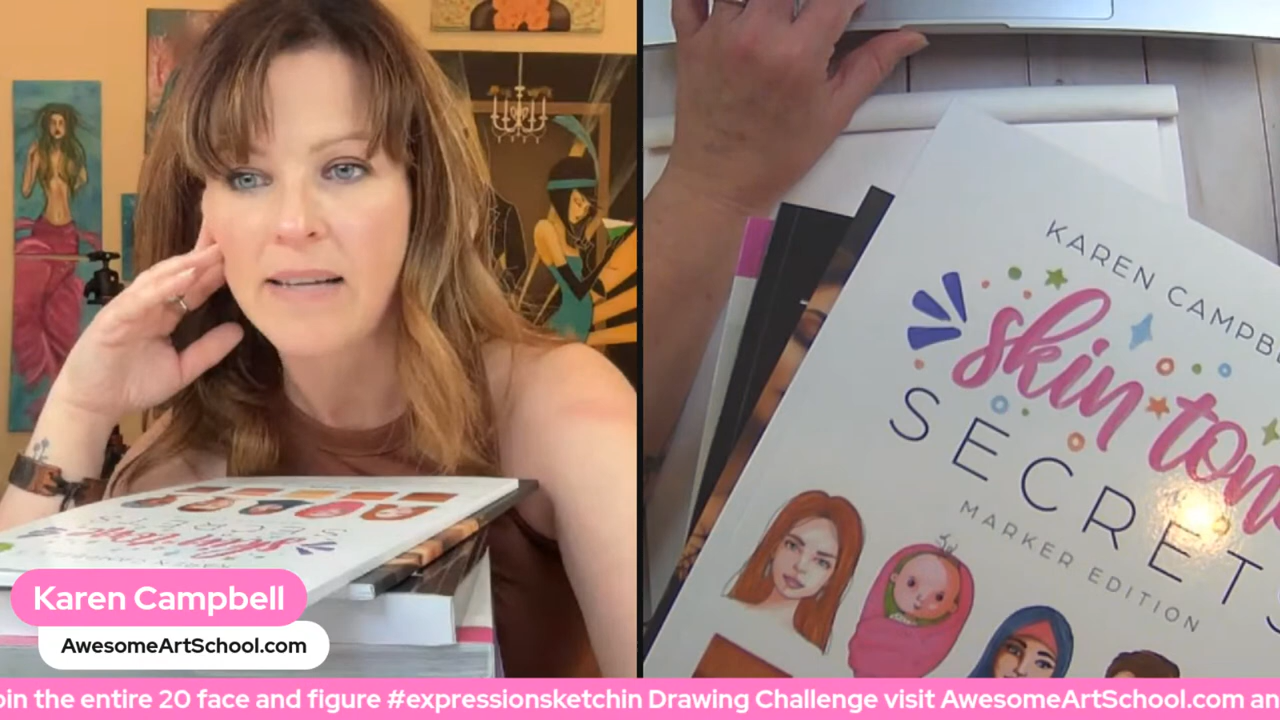 KAREN CAMPB
skin ton
SECRETS
MARKER EDITION
Karen Campbell
AwesomeArtSchool.com
oin the entire 20 face and figure #expressionsketchin Drawing Challenge visit AwesomeArtSchool.com an